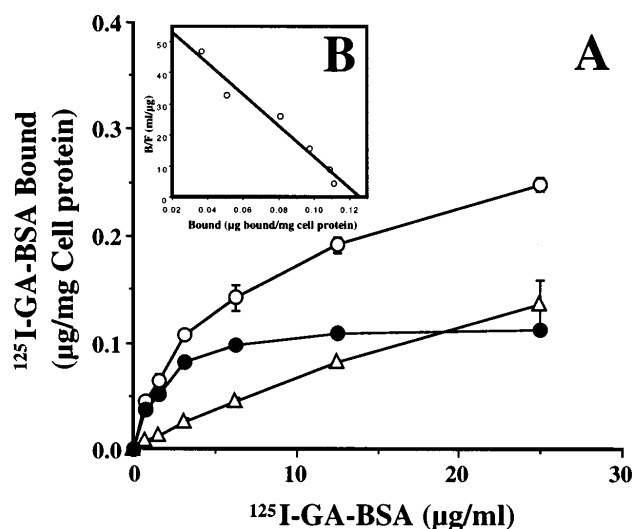 A
B
50
40
30
20
10
0
B/F (ml/µg)
0.02 0.04 0.06 0.08 0.10 0.12
Bound (µg bound/mg cell protein)
0.4
0.3
0.2
0.1
0.0
¹²⁵I-GA-BSA Bound
(µg/mg Cell protein)
0 10 20 30
¹²⁵I-GA-BSA (µg/ml)